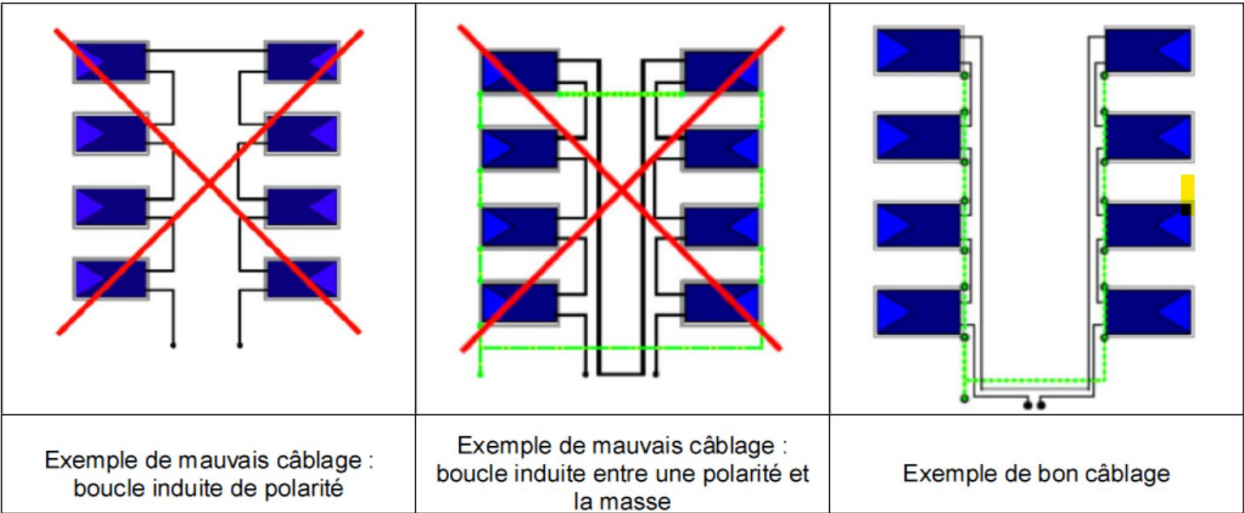 Exemple de mauvais câblage :
boucle induite de polarité
Exemple de mauvais câblage :
boucle induite entre une polarité et
la masse
Exemple de bon câblage